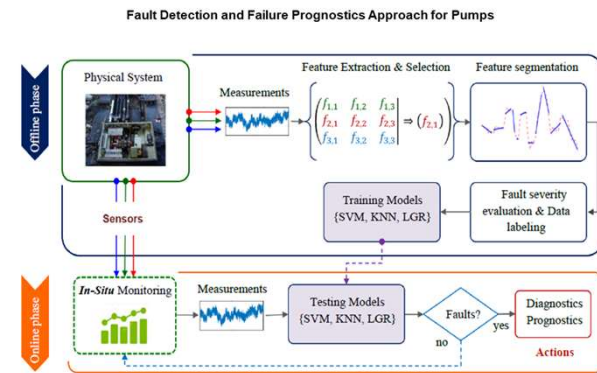 Fault Detection and Failure Prognostics Approach for Pumps
Offline phase
Physical System
Measurements
Feature Extraction & Selection
f1,1 f1,2 f1,3
f2,1 f2,2 f2,3 ⇒ (f2,1)
f3,1 f3,2 f3,3
Feature segmentation
Sensors
Training Models
{SVM, KNN, LGR}
Fault severity
evaluation & Data
labeling
Online phase
In-Situ Monitoring
Measurements
Testing Models
{SVM, KNN, LGR}
Faults?
yes
no
Diagnostics
Prognostics
Actions